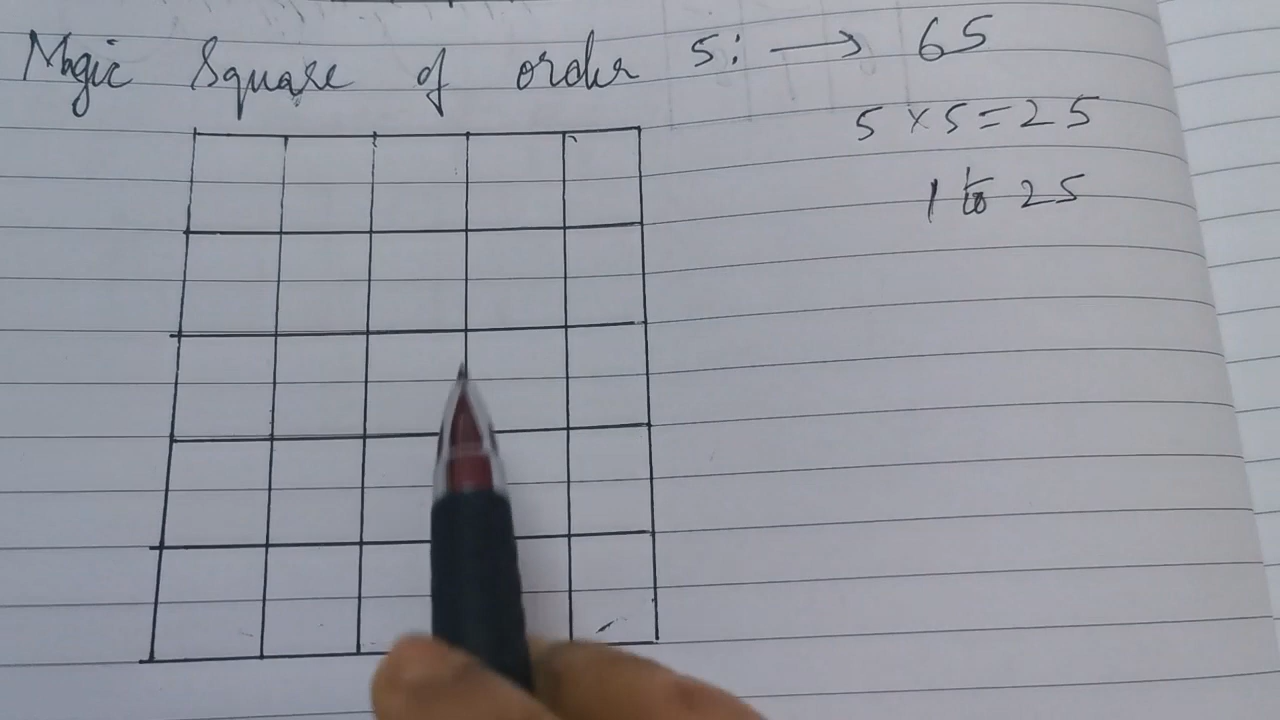 Magic Square of order 5: → 65
5 × 5 = 25
1 to 25